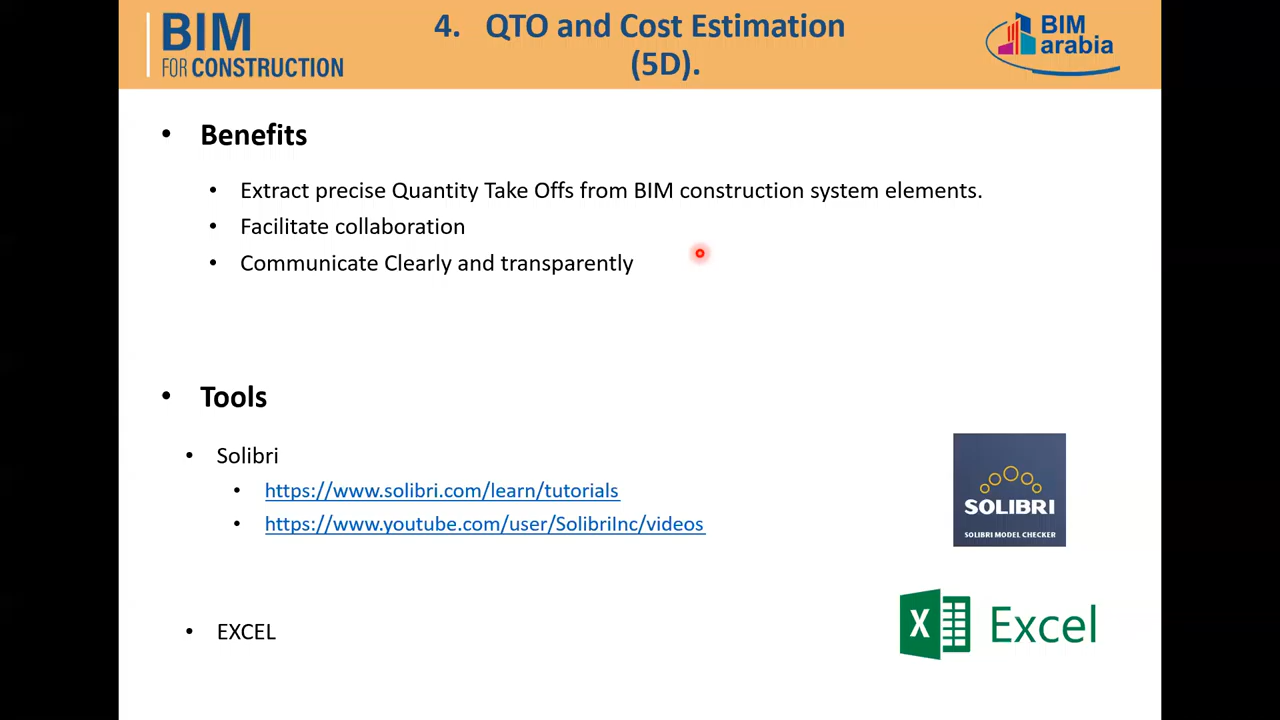 BIM
FOR CONSTRUCTION
4. QTO and Cost Estimation
(5D).
BIM
arabia
• Benefits
• Extract precise Quantity Take Offs from BIM construction system elements.
• Facilitate collaboration
• Communicate Clearly and transparently
• Tools
• Solibri
• https://www.solibri.com/learn/tutorials
• https://www.youtube.com/user/SolibriInc/videos
SOLIBRI
SOLIBRI MODEL CHECKER
• EXCEL
X Excel